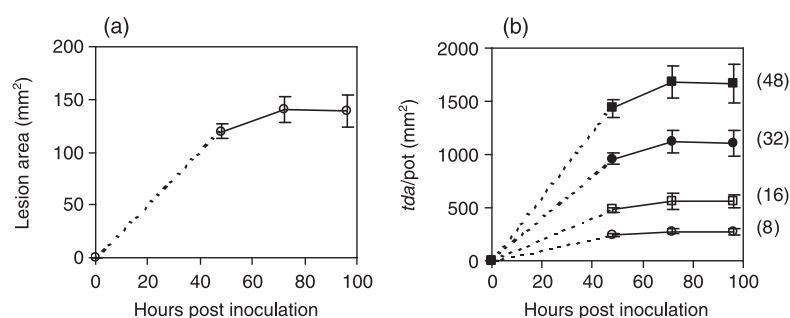 (a)
Lesion area (mm²)
200
150
100
50
0
0 20 40 60 80 100
Hours post inoculation
(b)
tda/pot (mm²)
2000
1500
1000
500
0
0 20 40 60 80 100
Hours post inoculation
(48)
(32)
(16)
(8)